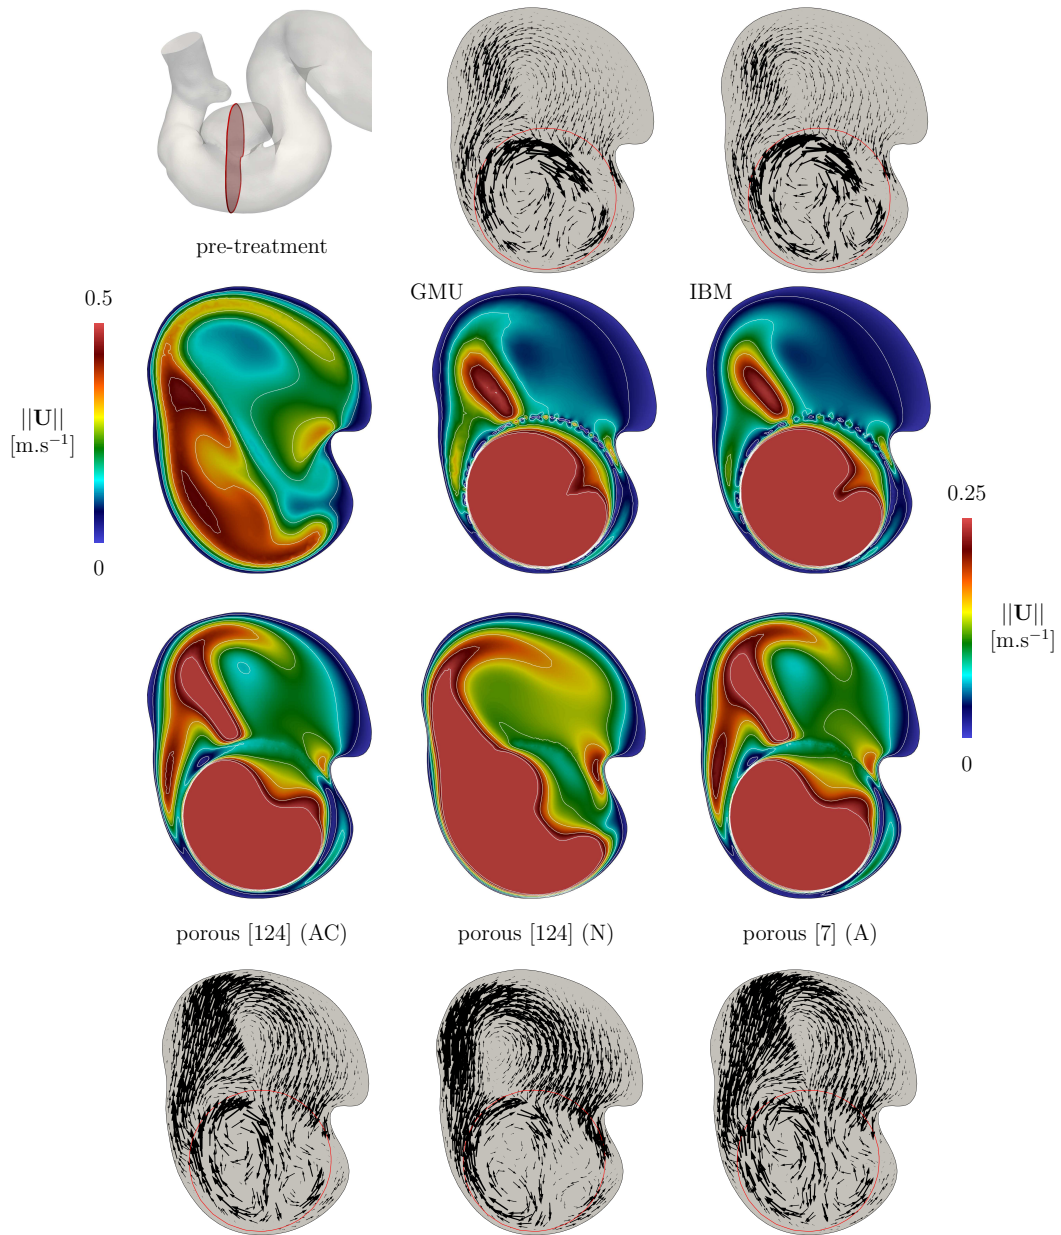 pre-treatment
0.5
GMU
IBM
||U||
[m.s−1]
0
0.25
||U||
[m.s−1]
0
porous [124] (AC)
porous [124] (N)
porous [7] (A)